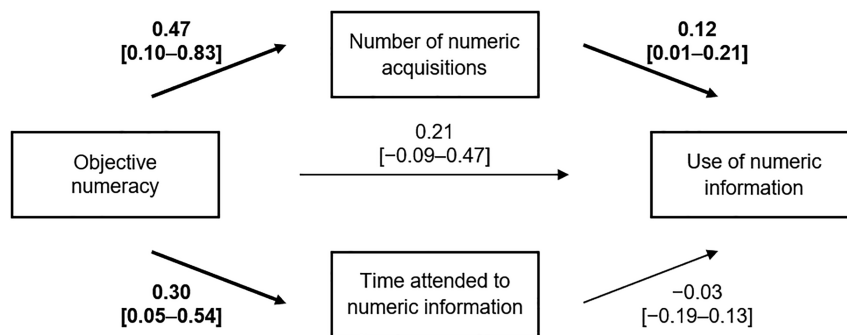 0.47
[0.10–0.83]
Number of numeric
acquisitions
0.12
[0.01–0.21]
Objective
numeracy
0.21
[−0.09–0.47]
Use of numeric
information
0.30
[0.05–0.54]
Time attended to
numeric information
−0.03
[−0.19–0.13]